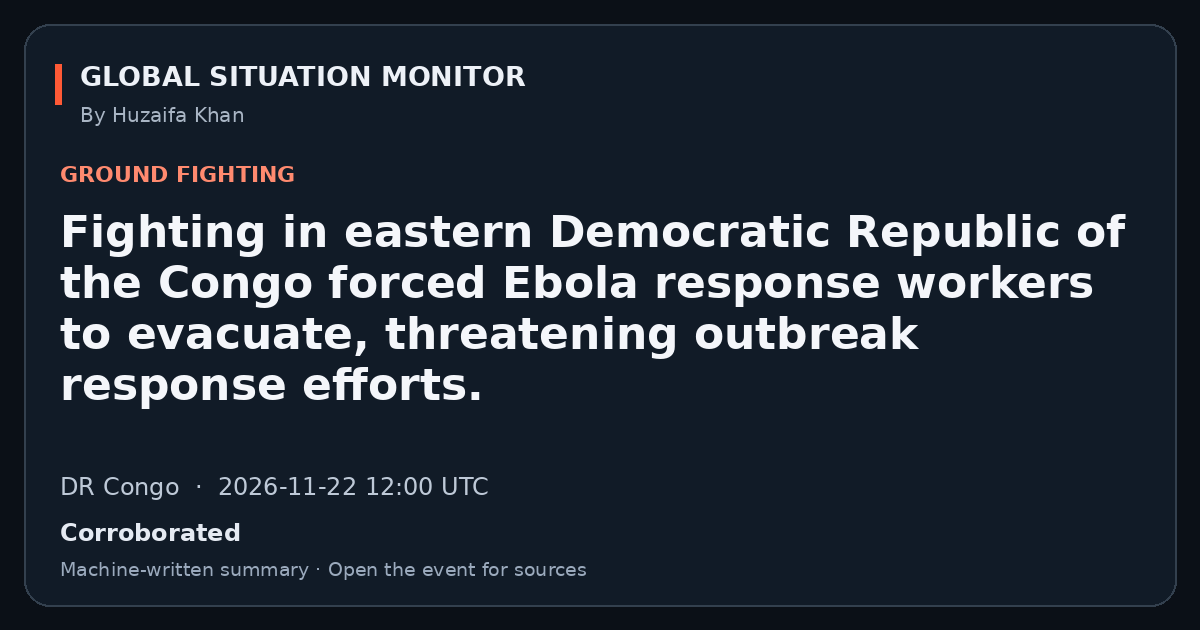 GLOBAL SITUATION MONITOR
By Huzaifa Khan
GROUND FIGHTING
Fighting in eastern Democratic Republic of
the Congo forced Ebola response workers
to evacuate, threatening outbreak
response efforts.
DR Congo · 2026-11-22 12:00 UTC
Corroborated
Machine-written summary · Open the event for sources